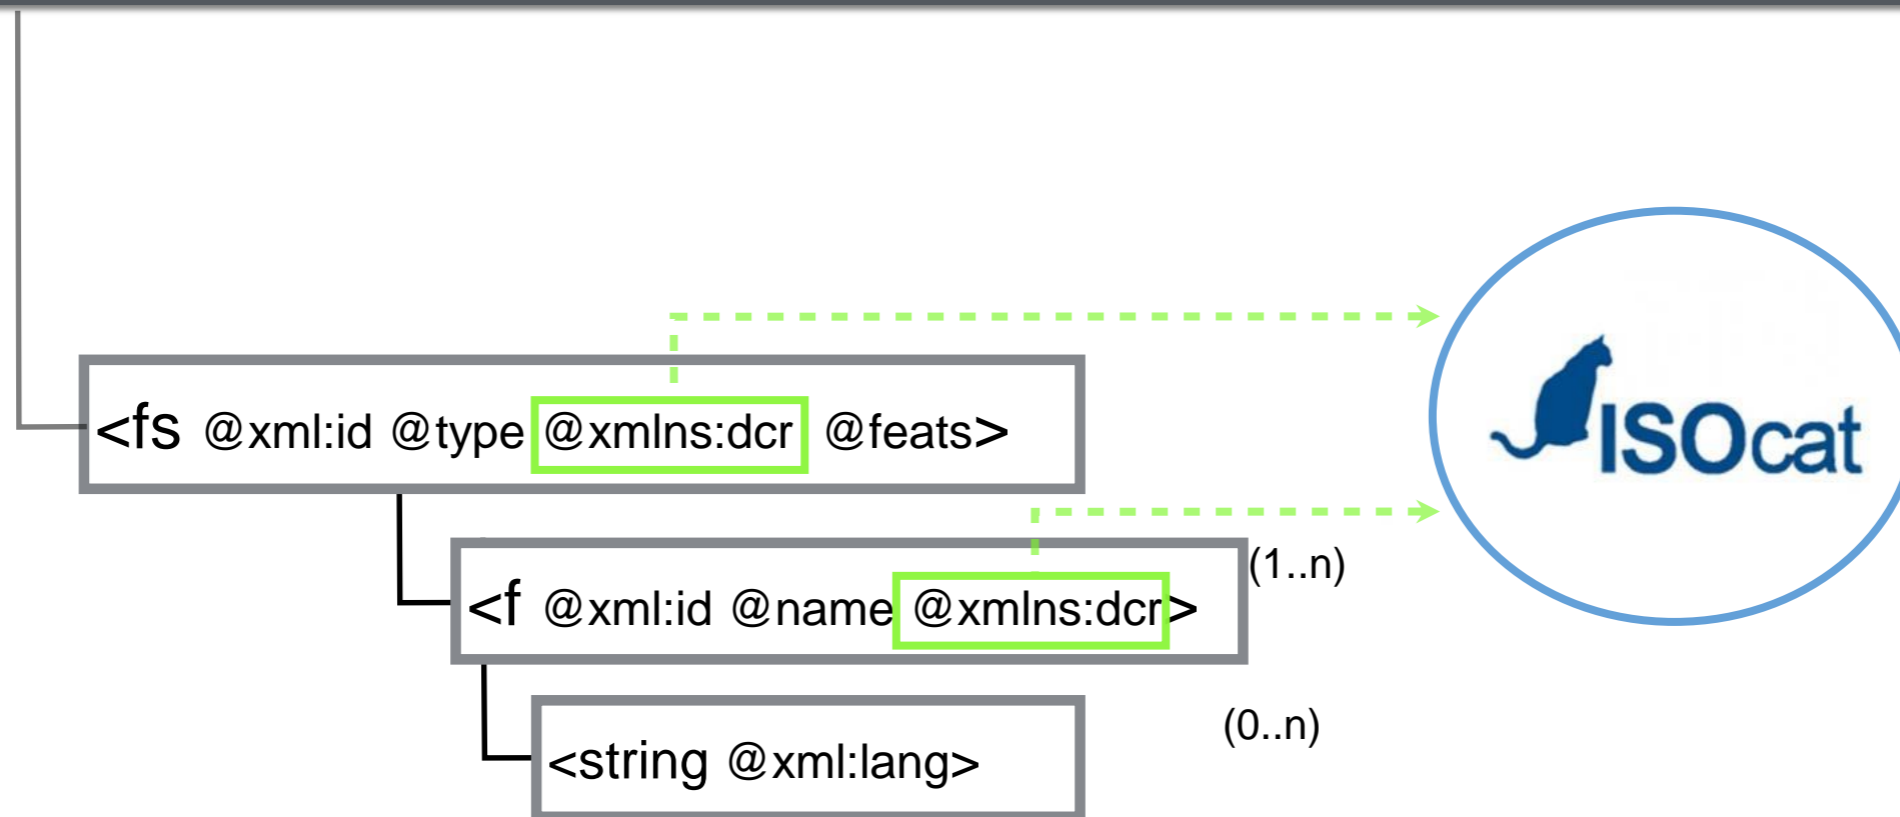 <fs @xml:id @type @xmlns:dcr @feats>
ISOcat
(1..n)
<f @xml:id @name @xmlns:dcr>
(0..n)
<string @xml:lang>